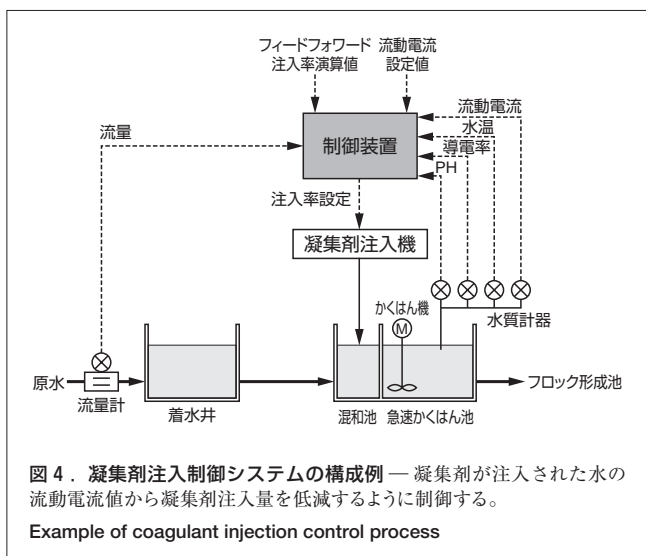 フィードフォワード
注入率演算値
流動電流
設定値
流動電流
水温
導電率
PH
流量
制御装置
注入率設定
凝集剤注入機
かくはん機
M
水質計器
原水
流量計
着水井
混和池
急速かくはん池
フロック形成池
図4．凝集剤注入制御システムの構成例 — 凝集剤が注入された水の
流動電流値から凝集剤注入量を低減するように制御する。
Example of coagulant injection control process